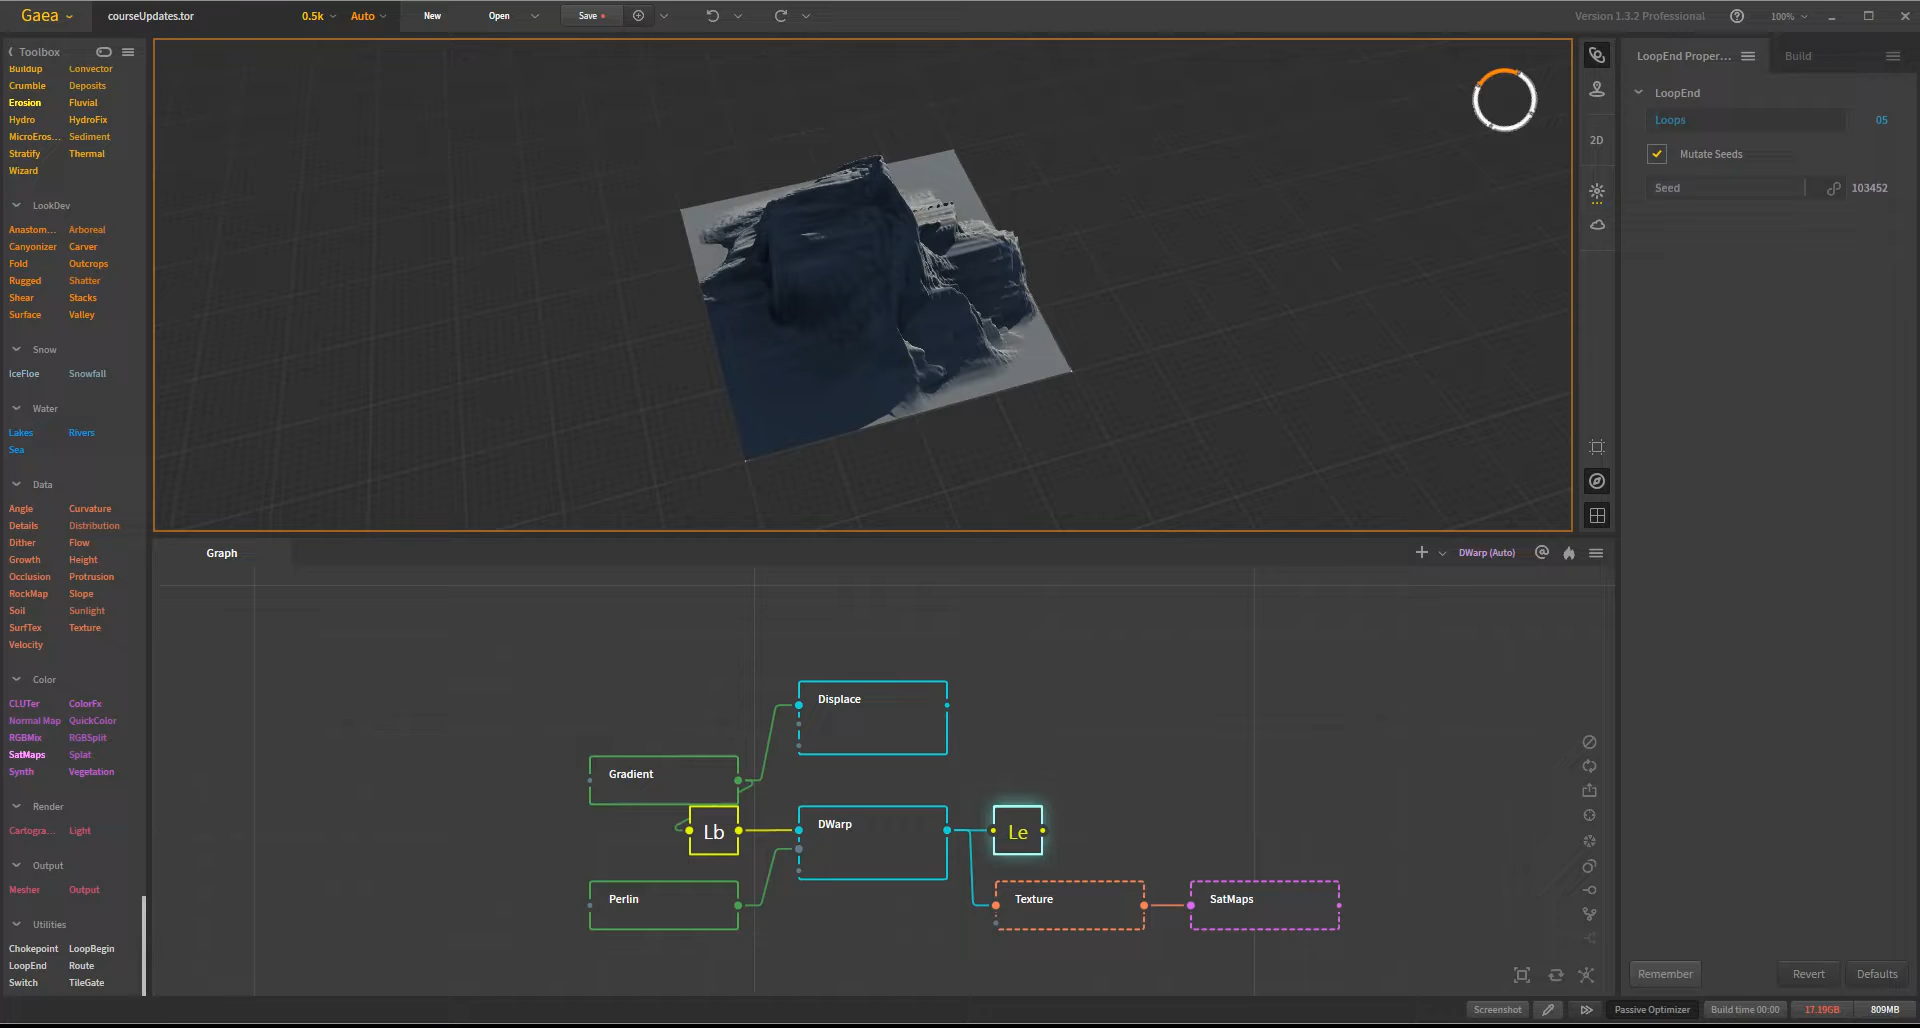 Gaea courseUpdates.tor 0.5k Auto New Open Save Version 1.3.2 Professional 100%
Toolbox
Buildup Convector
Crumble Deposits
Erosion Fluvial
Hydro HydroFix
MicroEros... Sediment
Stratify Thermal
Wizard
LookDev
Anastom... Arboreal
Canyonizer Carver
Fold Outcrops
Rugged Shatter
Shear Stacks
Surface Valley
Snow
IceFloe Snowfall
Water
Lakes Rivers
Sea
Data
Angle Curvature
Details Distribution
Dither Flow
Growth Height
Occlusion Protrusion
RockMap Slope
Soil Sunlight
SurfTex Texture
Velocity
Color
CLUTer ColorFx
Normal Map QuickColor
RGBMix RGBSplit
SatMaps Splat
Synth Vegetation
Render
Cartogra... Light
Output
Mesher Output
Utilities
Chokepoint LoopBegin
LoopEnd Route
Switch TileGate
2D
LoopEnd Proper... Build
LoopEnd
Loops 05
Mutate Seeds
Seed 103452
Graph DWarp (Auto)
Displace
Gradient
Lb
DWarp
Le
Perlin
Texture
SatMaps
Remember Revert Defaults
Screenshot Passive Optimizer Build time 00:00 17.19GB 809MB